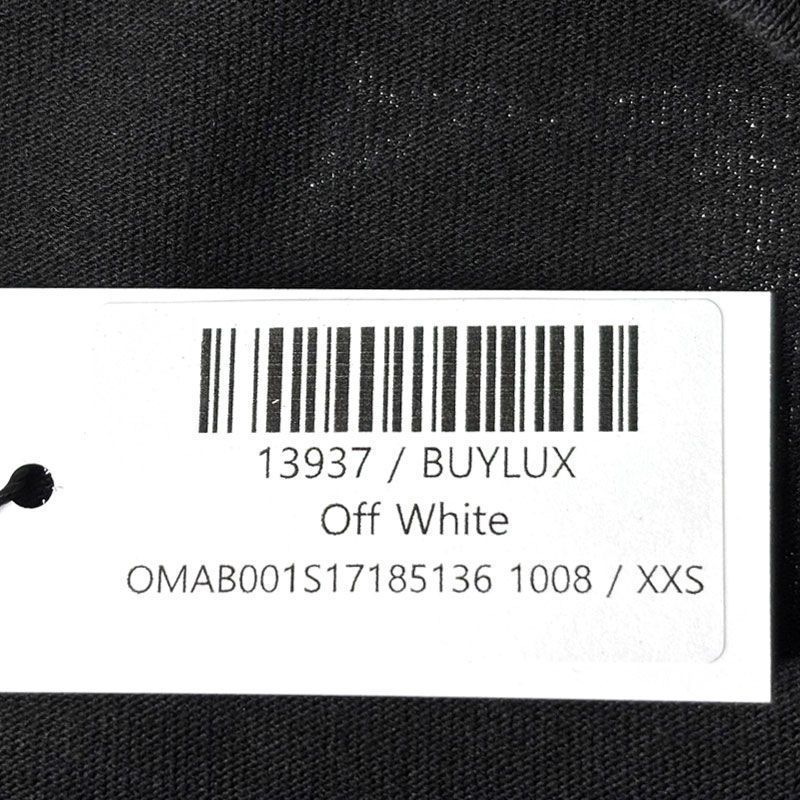 13937 / BUYLUX
Off White
OMAB001S17185136 1008 / XXS